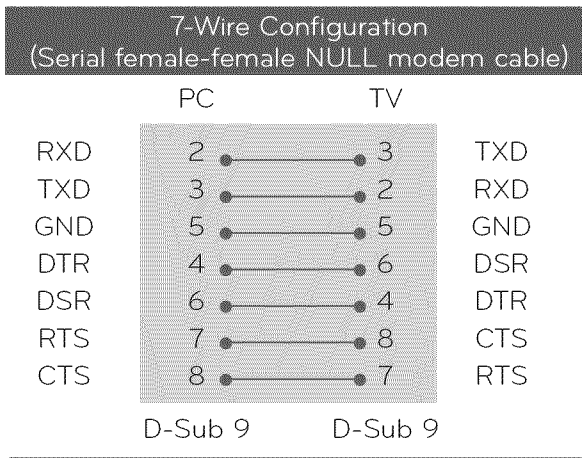 7-Wire Configuration
(Serial female-female NULL modem cable)
PC TV
RXD 2 3 TXD
TXD 3 2 RXD
GND 5 5 GND
DTR 4 6 DSR
DSR 6 4 DTR
RTS 7 8 CTS
CTS 8 7 RTS
D-Sub 9 D-Sub 9